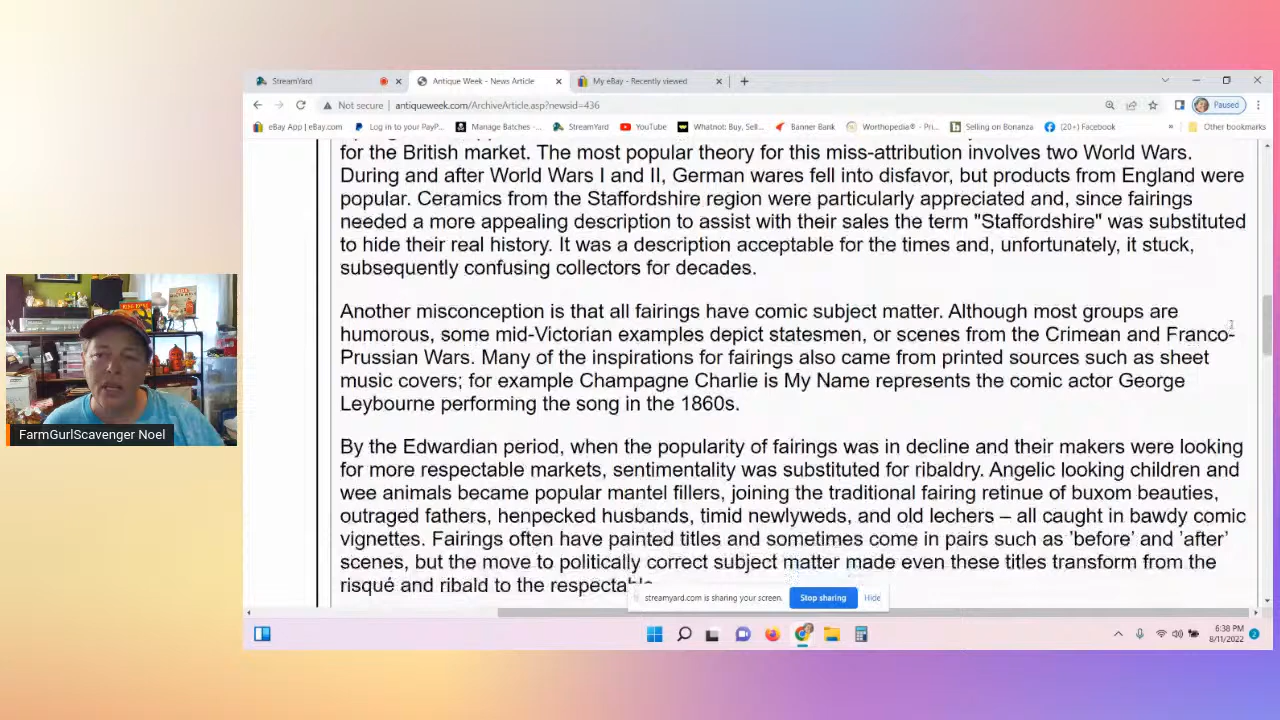 StreamYard
Antique Week - News Article
My eBay - Recently viewed
Not secure
antiqueweek.com/ArchiveArticle.asp?newsid=436
Paused
eBay App | eBay.com
Log in to your PayP...
Manage Batches -...
StreamYard
YouTube
Whatnot: Buy, Sell...
Banner Bank
Worthopedia® - Pri...
Selling on Bonanza
(20+) Facebook
»
Other bookmarks
for the British market. The most popular theory for this miss-attribution involves two World Wars.
During and after World Wars I and II, German wares fell into disfavor, but products from England were
popular. Ceramics from the Staffordshire region were particularly appreciated and, since fairings
needed a more appealing description to assist with their sales the term "Staffordshire" was substituted
to hide their real history. It was a description acceptable for the times and, unfortunately, it stuck,
subsequently confusing collectors for decades.
Another misconception is that all fairings have comic subject matter. Although most groups are
humorous, some mid-Victorian examples depict statesmen, or scenes from the Crimean and Franco-
Prussian Wars. Many of the inspirations for fairings also came from printed sources such as sheet
music covers; for example Champagne Charlie is My Name represents the comic actor George
Leybourne performing the song in the 1860s.
By the Edwardian period, when the popularity of fairings was in decline and their makers were looking
for more respectable markets, sentimentality was substituted for ribaldry. Angelic looking children and
wee animals became popular mantel fillers, joining the traditional fairing retinue of buxom beauties,
outraged fathers, henpecked husbands, timid newlyweds, and old lechers – all caught in bawdy comic
vignettes. Fairings often have painted titles and sometimes come in pairs such as 'before' and 'after'
scenes, but the move to politically correct subject matter made even these titles transform from the
risqué and ribald to the respectable
streamyard.com is sharing your screen.
Stop sharing
Hide
FarmGurlScavenger Noel
6:38 PM
8/11/2022
2